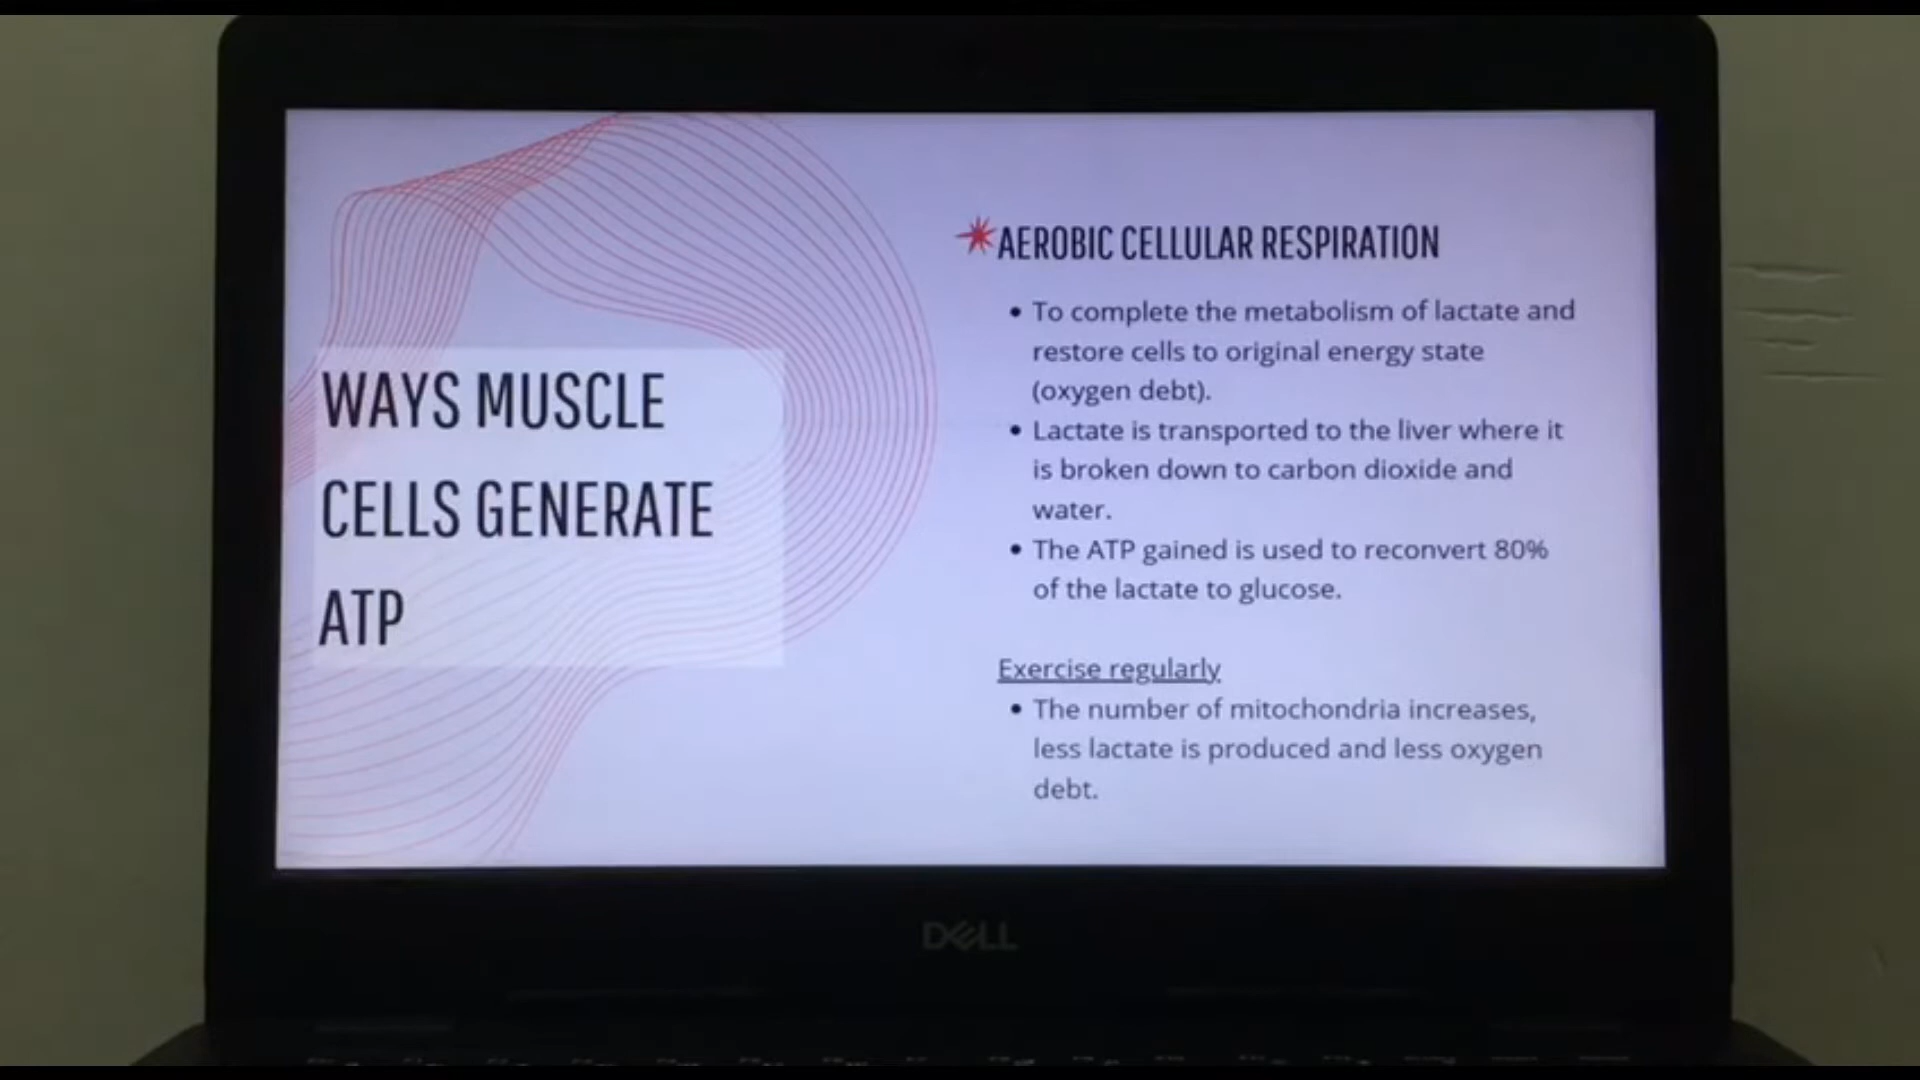 WAYS MUSCLE
CELLS GENERATE
ATP
AEROBIC CELLULAR RESPIRATION
• To complete the metabolism of lactate and
restore cells to original energy state
(oxygen debt).
• Lactate is transported to the liver where it
is broken down to carbon dioxide and
water.
• The ATP gained is used to reconvert 80%
of the lactate to glucose.
Exercise regularly
• The number of mitochondria increases,
less lactate is produced and less oxygen
debt.
DELL